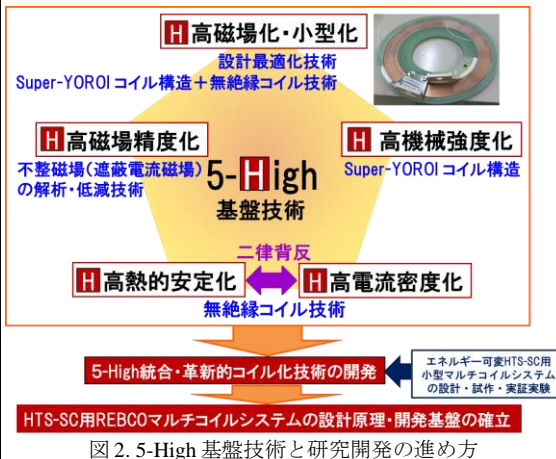 H 高磁場化・小型化
設計最適化技術
Super-YOROIコイル構造+無絶縁コイル技術
H 高磁場精度化
不整磁場(遮蔽電流磁場)
の解析・低減技術
H 高機械強度化
Super-YOROIコイル構造
5-High
基盤技術
二律背反
H 高熱的安定化
H 高電流密度化
無絶縁コイル技術
5-High統合・革新的コイル化技術の開発
エネルギー可変HTS-SC用
小型マルチコイルシステム
の設計・試作・実証実験
HTS-SC用REBCOマルチコイルシステムの設計原理・開発基盤の確立
図 2. 5-High 基盤技術と研究開発の進め方